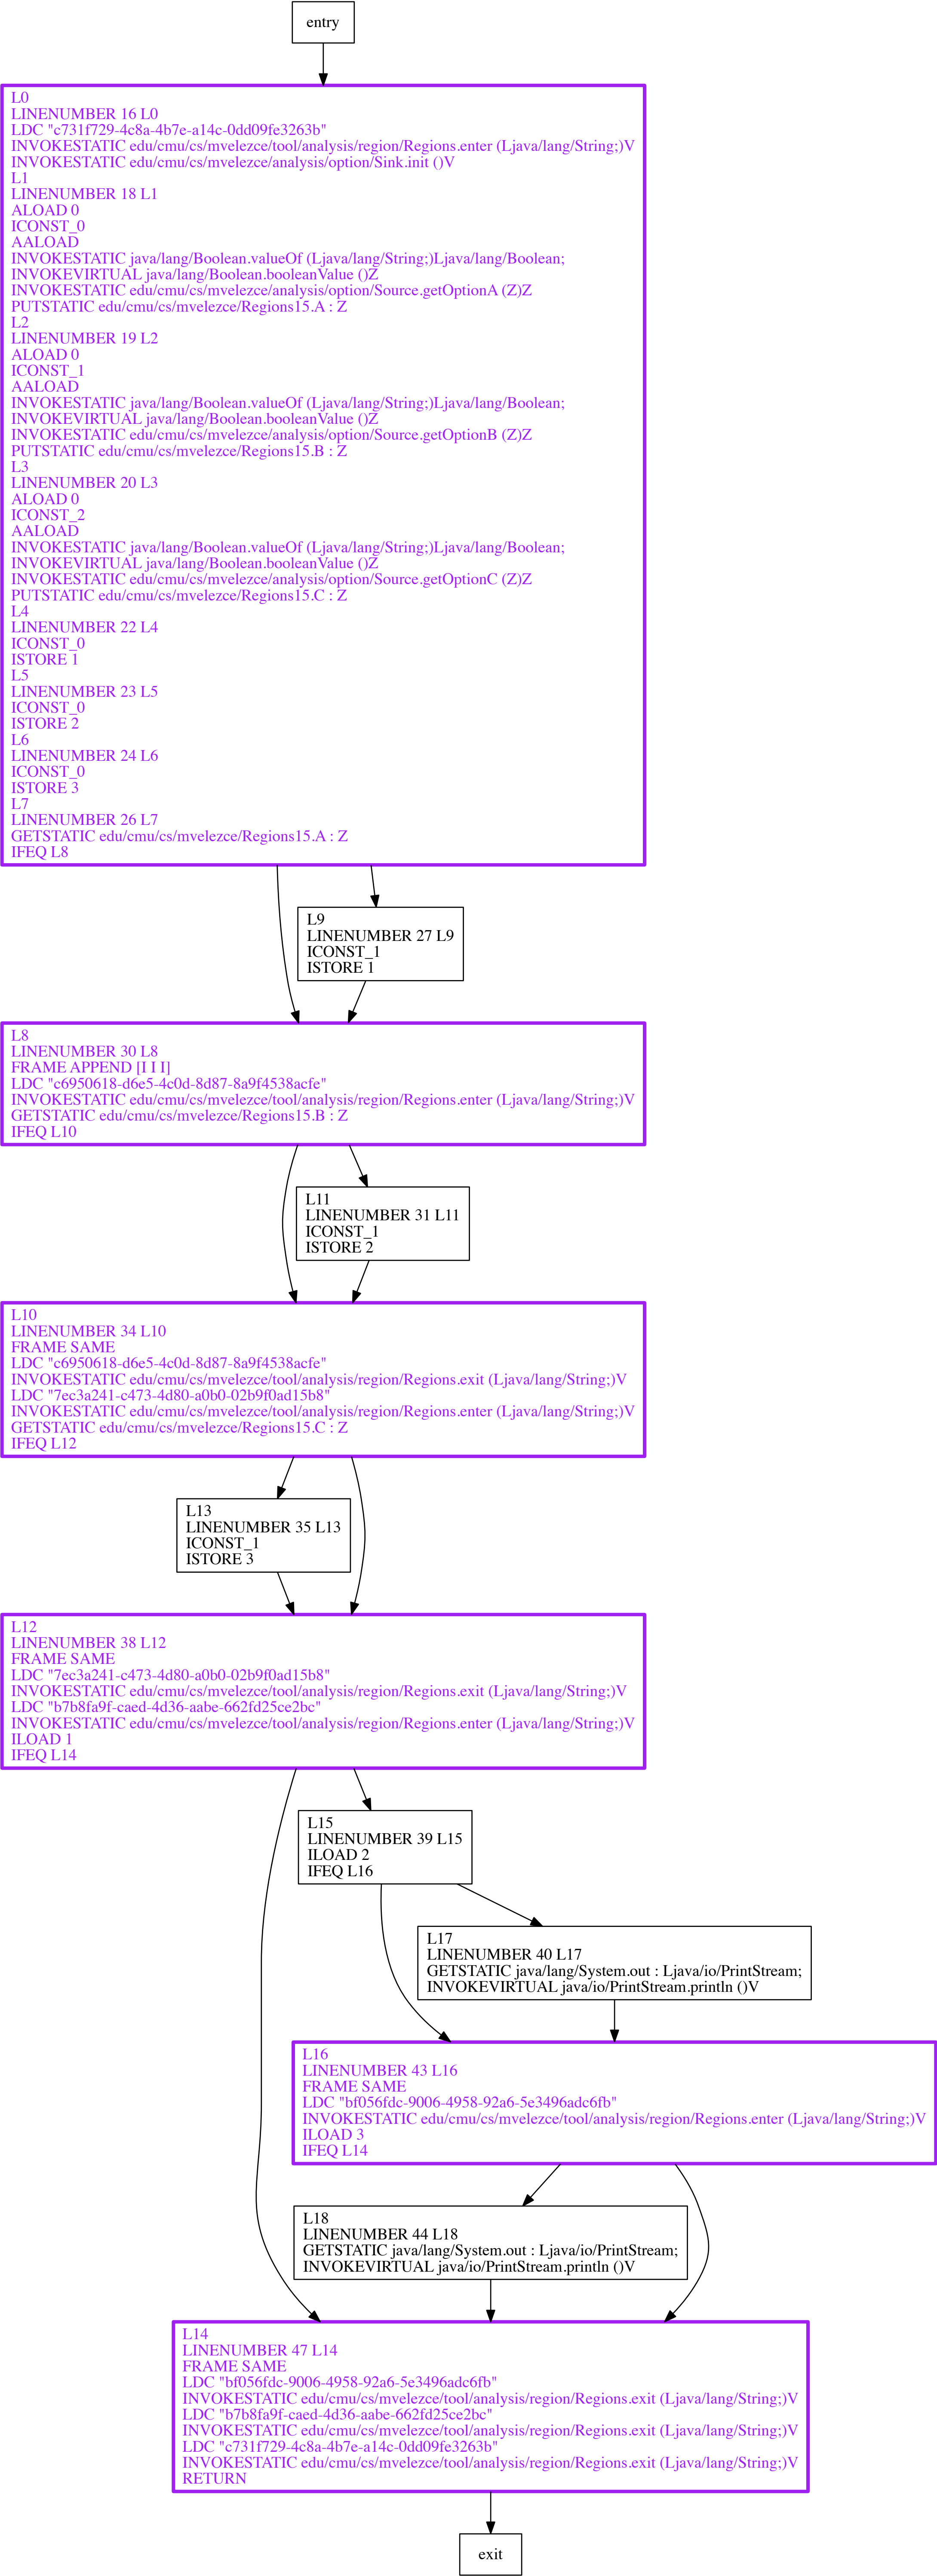 entry
L0
LINENUMBER 16 L0
LDC "c731f729-4c8a-4b7e-a14c-0dd09fe3263b"
INVOKESTATIC edu/cmu/cs/mvelezce/tool/analysis/region/Regions.enter (Ljava/lang/String;)V
INVOKESTATIC edu/cmu/cs/mvelezce/analysis/option/Sink.init ()V
L1
LINENUMBER 18 L1
ALOAD 0
ICONST_0
AALOAD
INVOKESTATIC java/lang/Boolean.valueOf (Ljava/lang/String;)Ljava/lang/Boolean;
INVOKEVIRTUAL java/lang/Boolean.booleanValue ()Z
INVOKESTATIC edu/cmu/cs/mvelezce/analysis/option/Source.getOptionA (Z)Z
PUTSTATIC edu/cmu/cs/mvelezce/Regions15.A : Z
L2
LINENUMBER 19 L2
ALOAD 0
ICONST_1
AALOAD
INVOKESTATIC java/lang/Boolean.valueOf (Ljava/lang/String;)Ljava/lang/Boolean;
INVOKEVIRTUAL java/lang/Boolean.booleanValue ()Z
INVOKESTATIC edu/cmu/cs/mvelezce/analysis/option/Source.getOptionB (Z)Z
PUTSTATIC edu/cmu/cs/mvelezce/Regions15.B : Z
L3
LINENUMBER 20 L3
ALOAD 0
ICONST_2
AALOAD
INVOKESTATIC java/lang/Boolean.valueOf (Ljava/lang/String;)Ljava/lang/Boolean;
INVOKEVIRTUAL java/lang/Boolean.booleanValue ()Z
INVOKESTATIC edu/cmu/cs/mvelezce/analysis/option/Source.getOptionC (Z)Z
PUTSTATIC edu/cmu/cs/mvelezce/Regions15.C : Z
L4
LINENUMBER 22 L4
ICONST_0
ISTORE 1
L5
LINENUMBER 23 L5
ICONST_0
ISTORE 2
L6
LINENUMBER 24 L6
ICONST_0
ISTORE 3
L7
LINENUMBER 26 L7
GETSTATIC edu/cmu/cs/mvelezce/Regions15.A : Z
IFEQ L8
L9
LINENUMBER 27 L9
ICONST_1
ISTORE 1
L8
LINENUMBER 30 L8
FRAME APPEND [I I I]
LDC "c6950618-d6e5-4c0d-8d87-8a9f4538acfe"
INVOKESTATIC edu/cmu/cs/mvelezce/tool/analysis/region/Regions.enter (Ljava/lang/String;)V
GETSTATIC edu/cmu/cs/mvelezce/Regions15.B : Z
IFEQ L10
L11
LINENUMBER 31 L11
ICONST_1
ISTORE 2
L10
LINENUMBER 34 L10
FRAME SAME
LDC "c6950618-d6e5-4c0d-8d87-8a9f4538acfe"
INVOKESTATIC edu/cmu/cs/mvelezce/tool/analysis/region/Regions.exit (Ljava/lang/String;)V
LDC "7ec3a241-c473-4d80-a0b0-02b9f0ad15b8"
INVOKESTATIC edu/cmu/cs/mvelezce/tool/analysis/region/Regions.enter (Ljava/lang/String;)V
GETSTATIC edu/cmu/cs/mvelezce/Regions15.C : Z
IFEQ L12
L13
LINENUMBER 35 L13
ICONST_1
ISTORE 3
L12
LINENUMBER 38 L12
FRAME SAME
LDC "7ec3a241-c473-4d80-a0b0-02b9f0ad15b8"
INVOKESTATIC edu/cmu/cs/mvelezce/tool/analysis/region/Regions.exit (Ljava/lang/String;)V
LDC "b7b8fa9f-caed-4d36-aabe-662fd25ce2bc"
INVOKESTATIC edu/cmu/cs/mvelezce/tool/analysis/region/Regions.enter (Ljava/lang/String;)V
ILOAD 1
IFEQ L14
L15
LINENUMBER 39 L15
ILOAD 2
IFEQ L16
L17
LINENUMBER 40 L17
GETSTATIC java/lang/System.out : Ljava/io/PrintStream;
INVOKEVIRTUAL java/io/PrintStream.println ()V
L16
LINENUMBER 43 L16
FRAME SAME
LDC "bf056fdc-9006-4958-92a6-5e3496adc6fb"
INVOKESTATIC edu/cmu/cs/mvelezce/tool/analysis/region/Regions.enter (Ljava/lang/String;)V
ILOAD 3
IFEQ L14
L18
LINENUMBER 44 L18
GETSTATIC java/lang/System.out : Ljava/io/PrintStream;
INVOKEVIRTUAL java/io/PrintStream.println ()V
L14
LINENUMBER 47 L14
FRAME SAME
LDC "bf056fdc-9006-4958-92a6-5e3496adc6fb"
INVOKESTATIC edu/cmu/cs/mvelezce/tool/analysis/region/Regions.exit (Ljava/lang/String;)V
LDC "b7b8fa9f-caed-4d36-aabe-662fd25ce2bc"
INVOKESTATIC edu/cmu/cs/mvelezce/tool/analysis/region/Regions.exit (Ljava/lang/String;)V
LDC "c731f729-4c8a-4b7e-a14c-0dd09fe3263b"
INVOKESTATIC edu/cmu/cs/mvelezce/tool/analysis/region/Regions.exit (Ljava/lang/String;)V
RETURN
exit